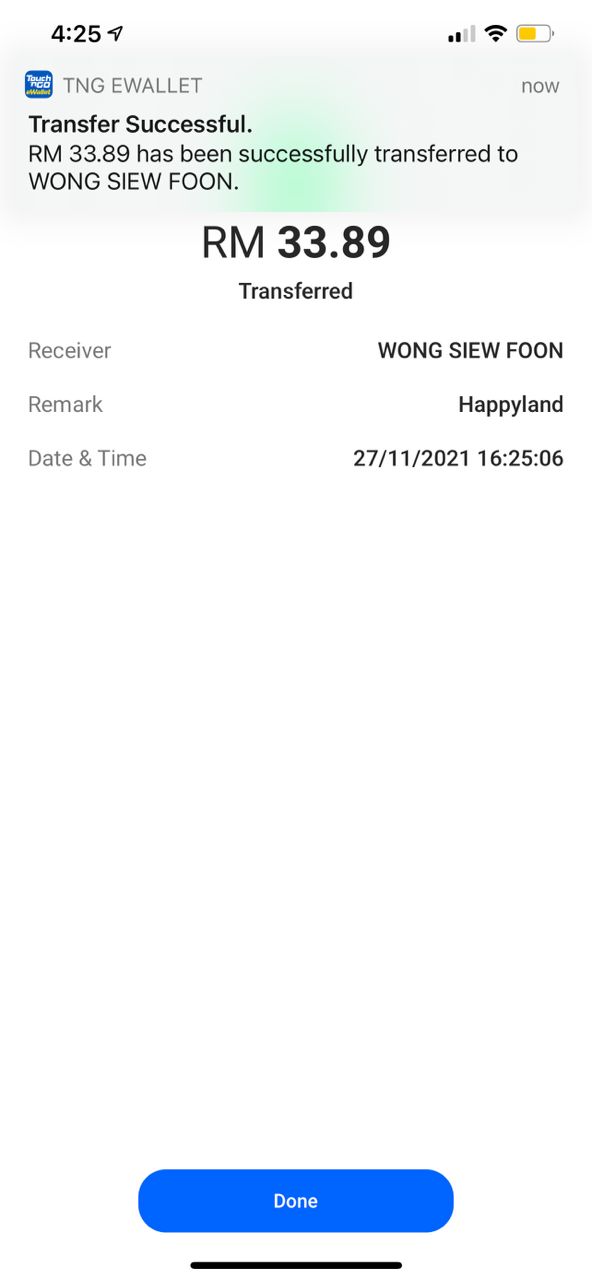 4:25
Touch
'nGO
eWallet
TNG EWALLET
now
Transfer Successful.
RM 33.89 has been successfully transferred to
WONG SIEW FOON.
RM 33.89
Transferred
Receiver WONG SIEW FOON
Remark Happyland
Date & Time 27/11/2021 16:25:06
Done